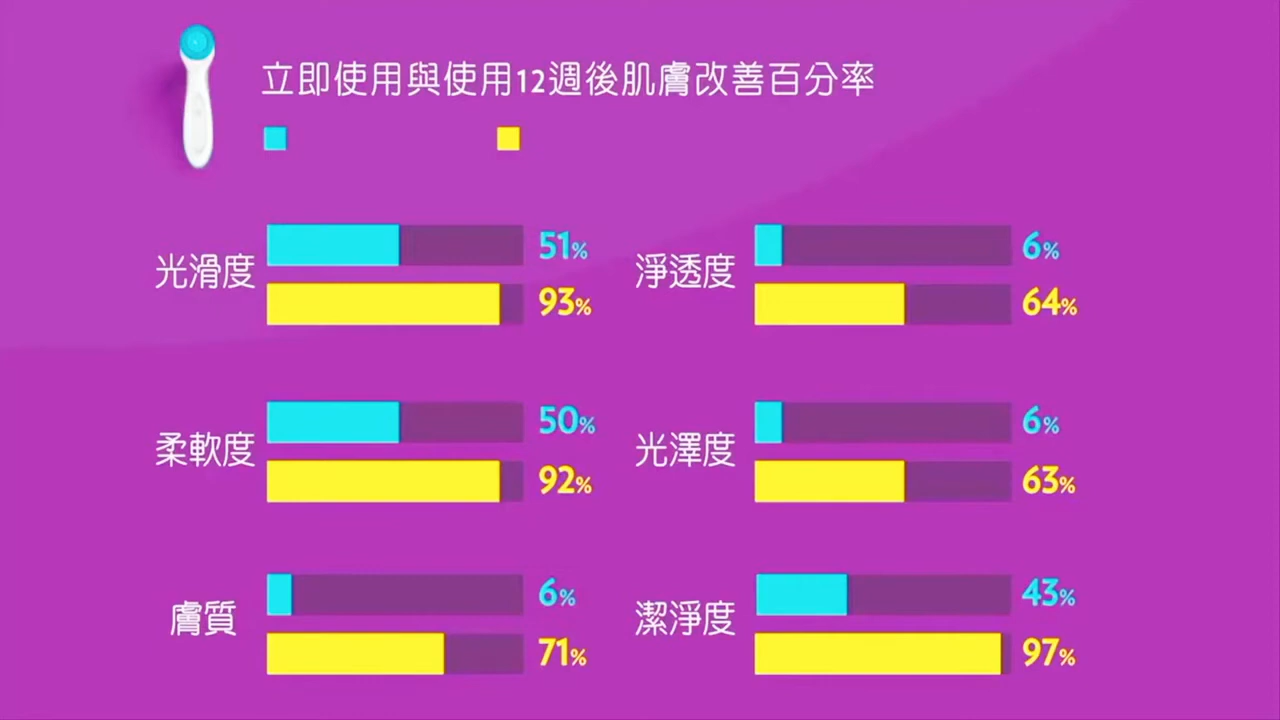 立即使用與使用12週後肌膚改善百分率
光滑度
51%
93%
淨透度
6%
64%
柔軟度
50%
92%
光澤度
6%
63%
膚質
6%
71%
潔淨度
43%
97%